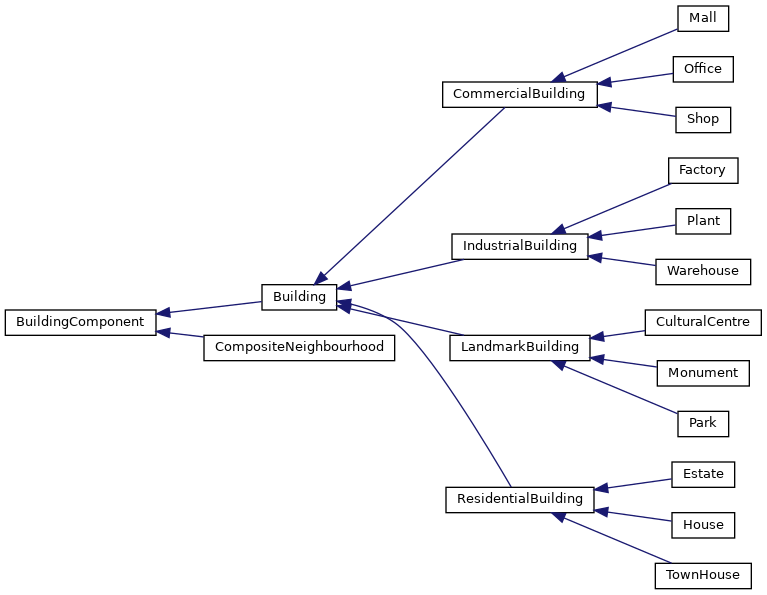 Mall
Office
CommercialBuilding
Shop
Factory
Plant
IndustrialBuilding
Warehouse
Building
BuildingComponent
CulturalCentre
CompositeNeighbourhood
LandmarkBuilding
Monument
Park
Estate
ResidentialBuilding
House
TownHouse